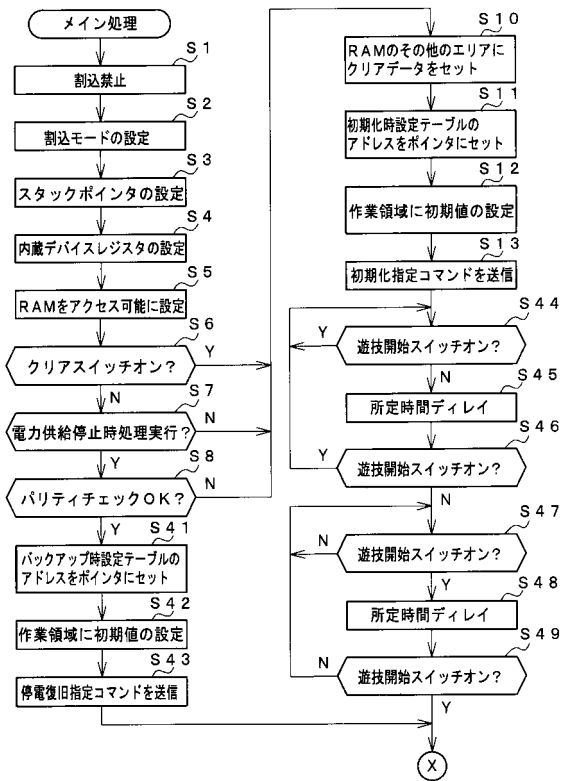 メイン処理
S1
割込禁止
S2
割込モードの設定
S3
スタックポインタの設定
S4
内蔵デバイスレジスタの設定
S5
RAMをアクセス可能に設定
S6
クリアスイッチオン？
Y
N
S7
電力供給停止時処理実行？
N
Y
S8
パリティチェックOK？
N
Y
S41
バックアップ時設定テーブルの
アドレスをポインタにセット
S42
作業領域に初期値の設定
S43
停電復旧指定コマンドを送信
S10
RAMのその他のエリアに
クリアデータをセット
S11
初期化時設定テーブルの
アドレスをポインタにセット
S12
作業領域に初期値の設定
S13
初期化指定コマンドを送信
S44
Y
遊技開始スイッチオン？
N
S45
所定時間ディレイ
S46
Y
遊技開始スイッチオン？
N
S47
N
遊技開始スイッチオン？
Y
S48
所定時間ディレイ
S49
N
遊技開始スイッチオン？
Y
X